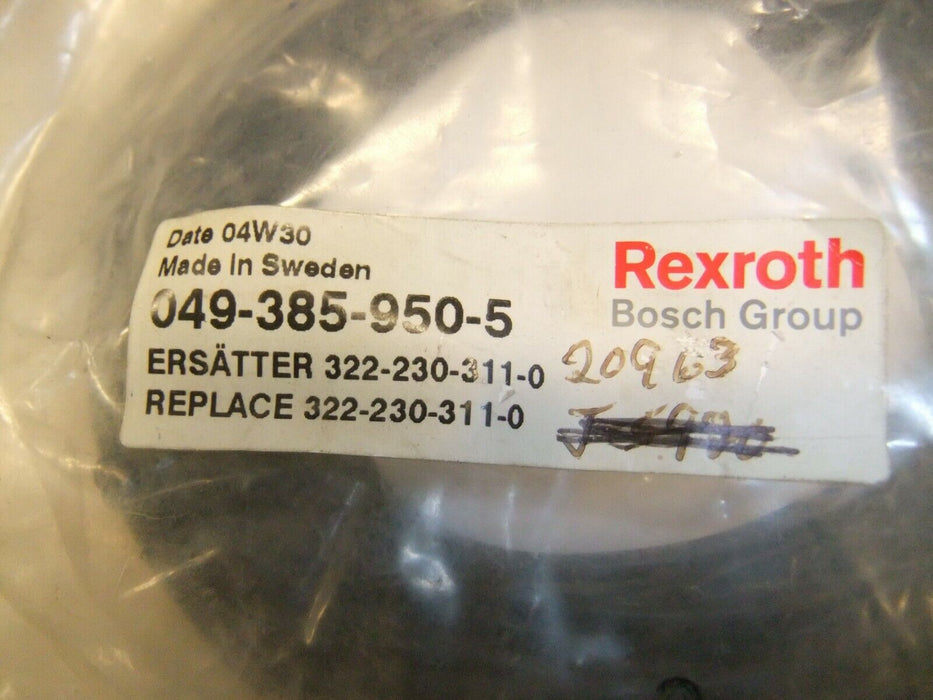 Date 04W30
Made in Sweden
049-385-950-5
ERSÄTTER 322-230-311-0
REPLACE 322-230-311-0
Rexroth
Bosch Group
20963